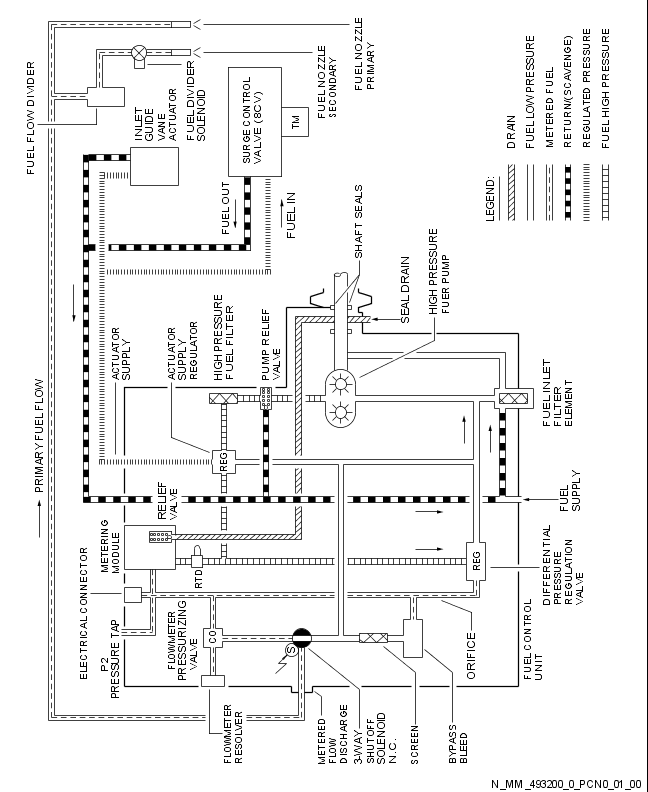 FUEL FLOW DIVIDER
INLET
GUIDE
VANE
ACTUATOR
FUEL DIVIDER
SOLENOID
SURGE CONTROL
VALVE (8CV)
TM
FUEL NOZZLE
SECONDARY
FUEL NOZZLE
PRIMARY
LEGEND:
DRAIN
FUEL LOW PRESSURE
METERED FUEL
RETURN/(SCAVENGE)
REGULATED PRESSURE
FUEL HIGH PRESSURE
FUEL OUT
FUEL IN
SHAFT SEALS
SEAL DRAIN
HIGH PRESSURE
FUER PUMP
PRIMARY FUEL FLOW
ACTUATOR
SUPPLY
ACTUATOR
SUPPLY
REGULATOR
HIGH PRESSURE
FUEL FILTER
PUMP RELIEF
VALVE
FUEL INLET
FILTER
ELEMENT
REG
RELIEF
VALVE
FUEL
SUPPLY
METERING
MODULE
RTD
REG
DIFFERENTIAL
PRESSURE
REGULATION
VALVE
ELECTRICAL CONNECTOR
P2
PRESSURE TAP
FLOWMETER
PRESSURIZING
VALVE
C0
S
ORIFICE
FUEL CONTROL
UNIT
FLOWMETER
RESOLVER
METERED
FLOW
DISCHARGE
3-WAY
SHUTOFF
SOLENOID
N.C.
SCREEN
BYPASS
BLEED
N_MM_493200_0_PCN0_01_00